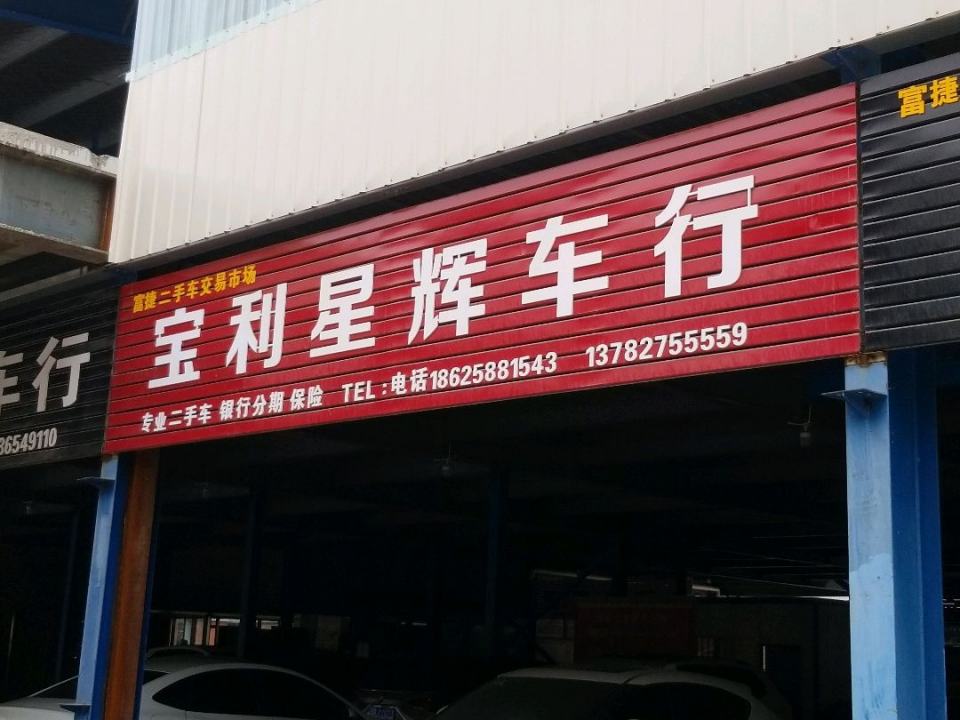 富捷二手车交易市场
宝利星辉车行
专业二手车 银行分期 保险 TEL:电话18625881543 13782755559
车行
36549110
富捷